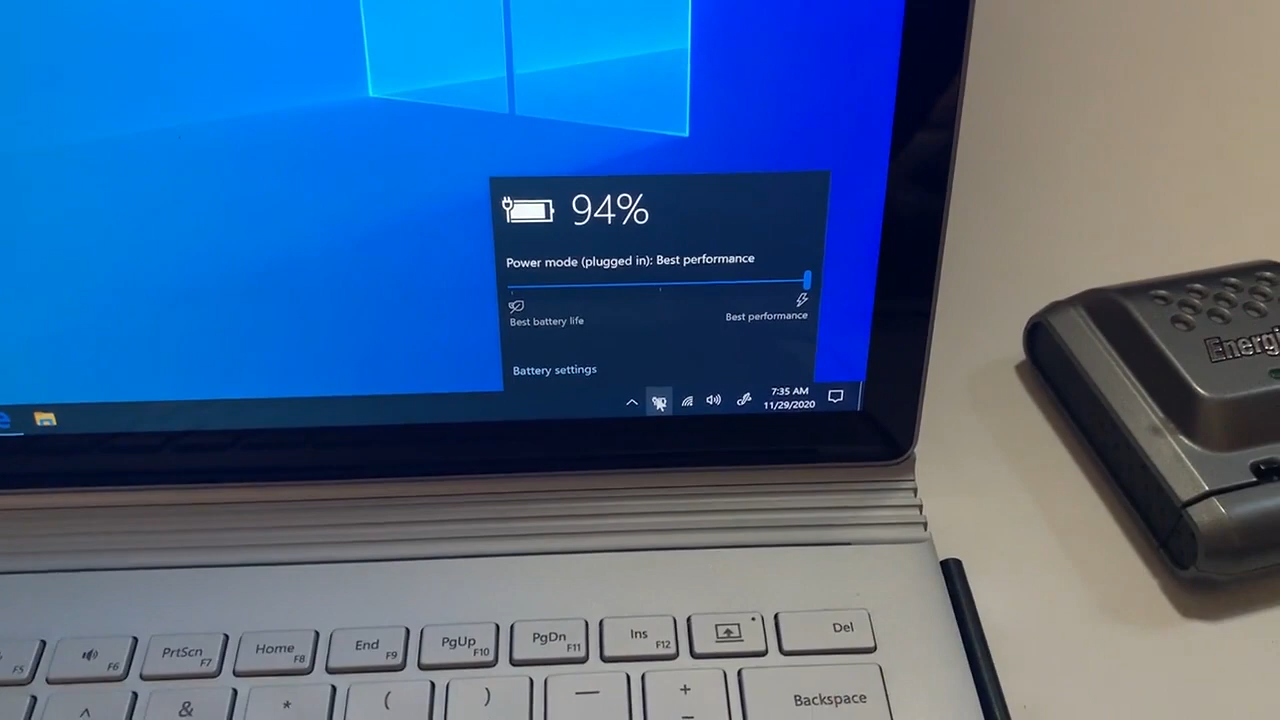 94%
Power mode (plugged in): Best performance
Best battery life
Best performance
Battery settings
7:35 AM
11/29/2020
Energi
F5
F6
PrtScn F7
Home F8
End F9
PgUp F10
PgDn F11
Ins F12
Del
^
&
*
(
)
—
+
–
Backspace